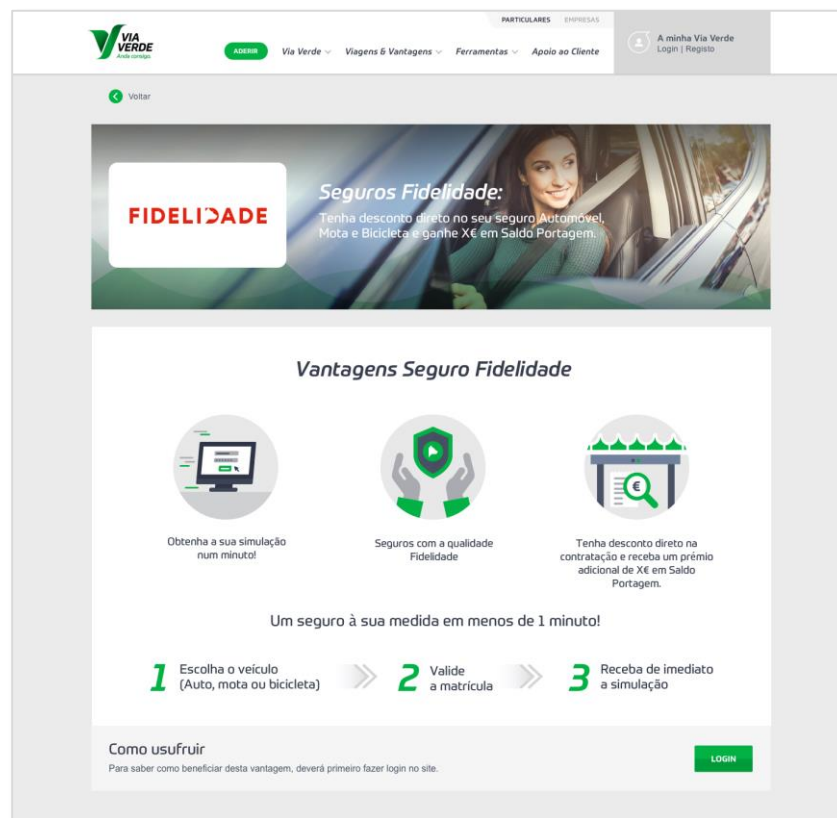 PARTICULARES EMPRESAS
VIA
VERDE
Anda contigo.
ADERIR Via Verde Viagens & Vantagens Ferramentas Apoio ao Cliente
A minha Via Verde
Login | Registo
Voltar
FIDELIDADE
Seguros Fidelidade:
Tenha desconto direto no seu seguro Automóvel,
Mota e Bicicleta e ganhe X€ em Saldo Portagem.
Vantagens Seguro Fidelidade
Obtenha a sua simulação
num minuto!
Seguros com a qualidade
Fidelidade
€
Tenha desconto direto na
contratação e receba um prémio
adicional de X€ em Saldo
Portagem.
Um seguro à sua medida em menos de 1 minuto!
1 Escolha o veículo
(Auto, mota ou bicicleta)
2 Valide
a matrícula
3 Receba de imediato
a simulação
Como usufruir
Para saber como beneficiar desta vantagem, deverá primeiro fazer login no site.
LOGIN